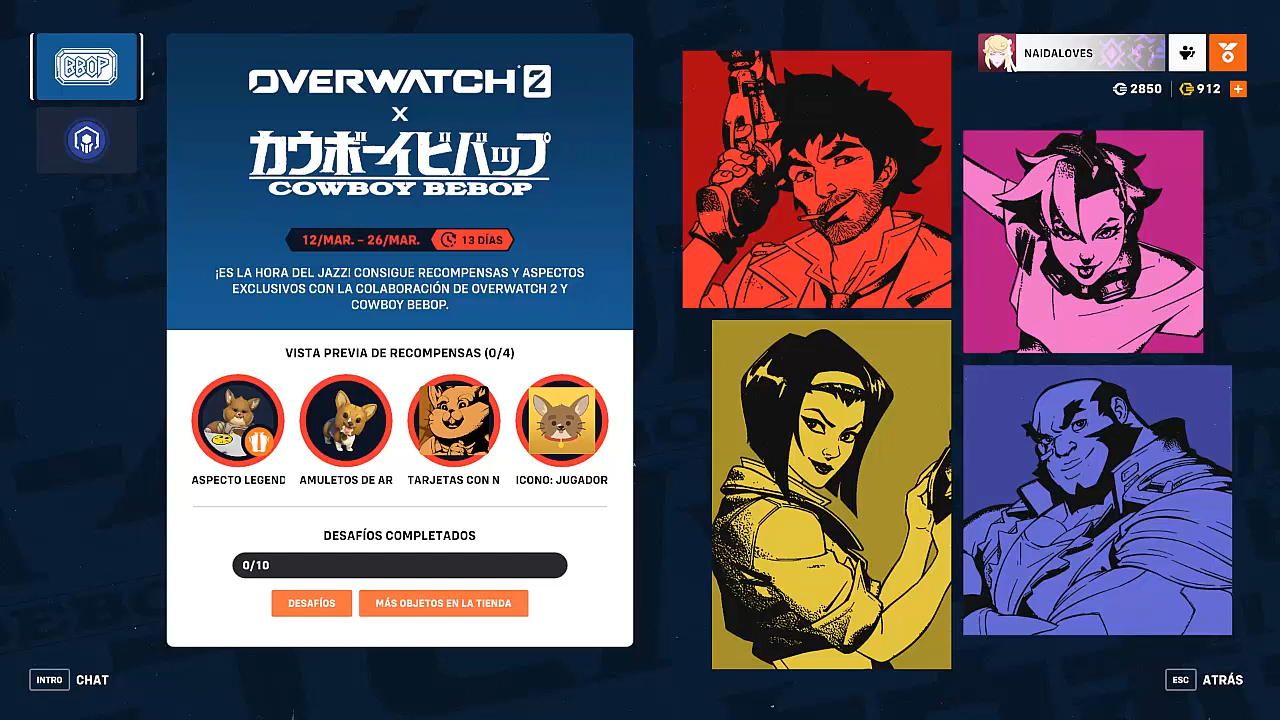 BBOP
OVERWATCH 2
X
カウボーイビバップ
COWBOY BEBOP
12/MAR. – 26/MAR.
13 DÍAS
¡ES LA HORA DEL JAZZ! CONSIGUE RECOMPENSAS Y ASPECTOS
EXCLUSIVOS CON LA COLABORACIÓN DE OVERWATCH 2 Y
COWBOY BEBOP.
VISTA PREVIA DE RECOMPENSAS (0/4)
ASPECTO LEGEND
AMULETOS DE AR
TARJETAS CON N
ICONO: JUGADOR
DESAFÍOS COMPLETADOS
0/10
DESAFÍOS
MÁS OBJETOS EN LA TIENDA
NAIDALOVES
2850
912
+
INTRO
CHAT
ESC
ATRÁS